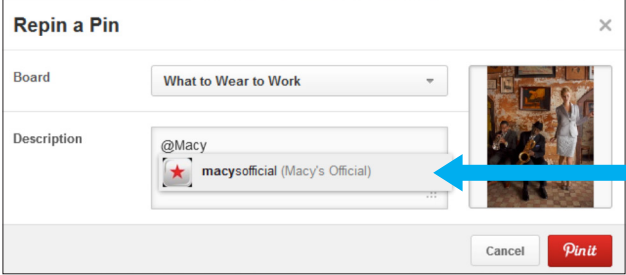 Repin a Pin
Board
What to Wear to Work
Description
@Macy
macysofficial (Macy's Official)
Cancel
Pin it